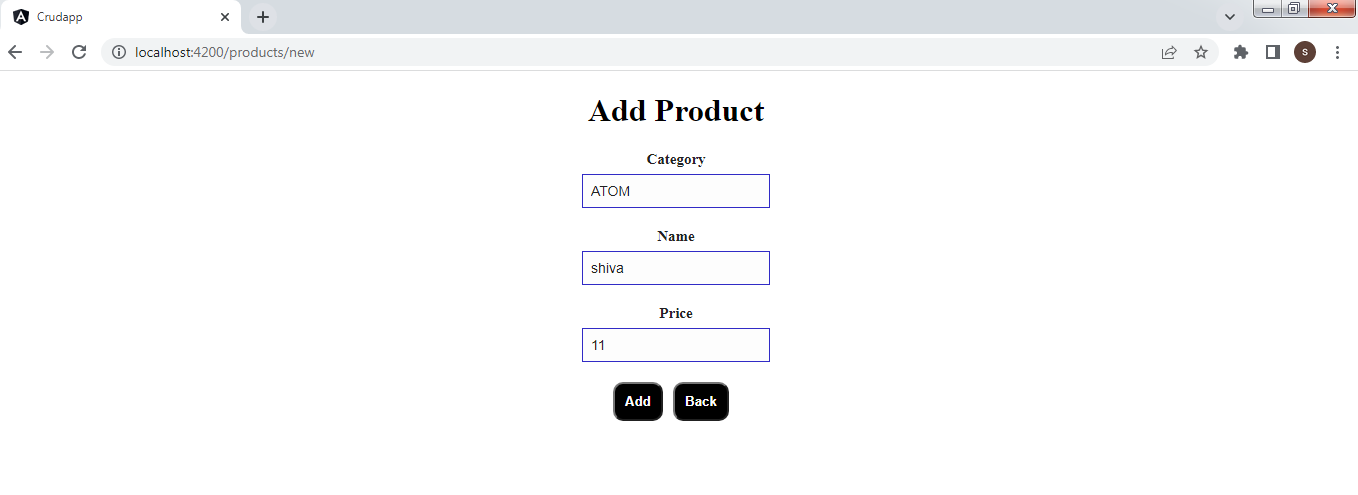 Crudapp
localhost:4200/products/new
S
Add Product
Category
ATOM
Name
shiva
Price
11
Add Back